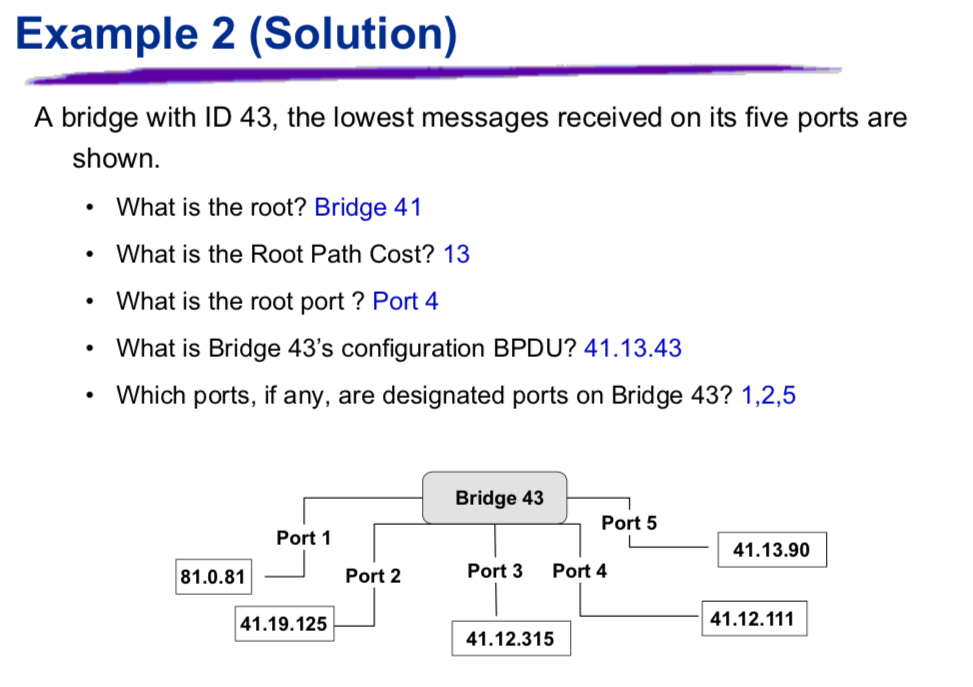 Example 2 (Solution)
A bridge with ID 43, the lowest messages received on its five ports are
shown.
• What is the root? Bridge 41
• What is the Root Path Cost? 13
• What is the root port ? Port 4
• What is Bridge 43’s configuration BPDU? 41.13.43
• Which ports, if any, are designated ports on Bridge 43? 1,2,5
Bridge 43
Port 5
Port 1
41.13.90
Port 2
Port 3
Port 4
81.0.81
41.19.125
41.12.315
41.12.111